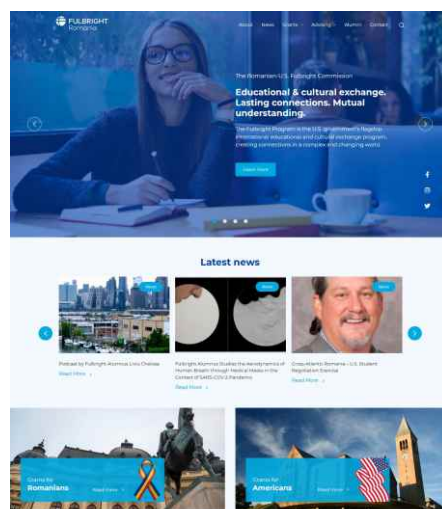 FULBRIGHT
Romania
About News Grants Advising Alumni Contact
The Romanian-U.S. Fulbright Commission
Educational & cultural exchange.
Lasting connections. Mutual
understanding.
The Fulbright Program is the U.S. government's flagship
international educational and cultural exchange program,
creating connections in a complex and changing world
Learn more
Latest news
News
News
News
Podcast by Fulbright Alumnus Liviu Chelcea
Read More
Fulbright Alumnus Studies the Aerodynamics of
Human Breath through Medical Masks in the
Context of SARS-COV-2 Pandemic
Read More
Cross-Atlantic Romania – U.S. Student
Negotiation Exercise
Read More
Grants for
Romanians
Read more
Grants for
Americans
Read more